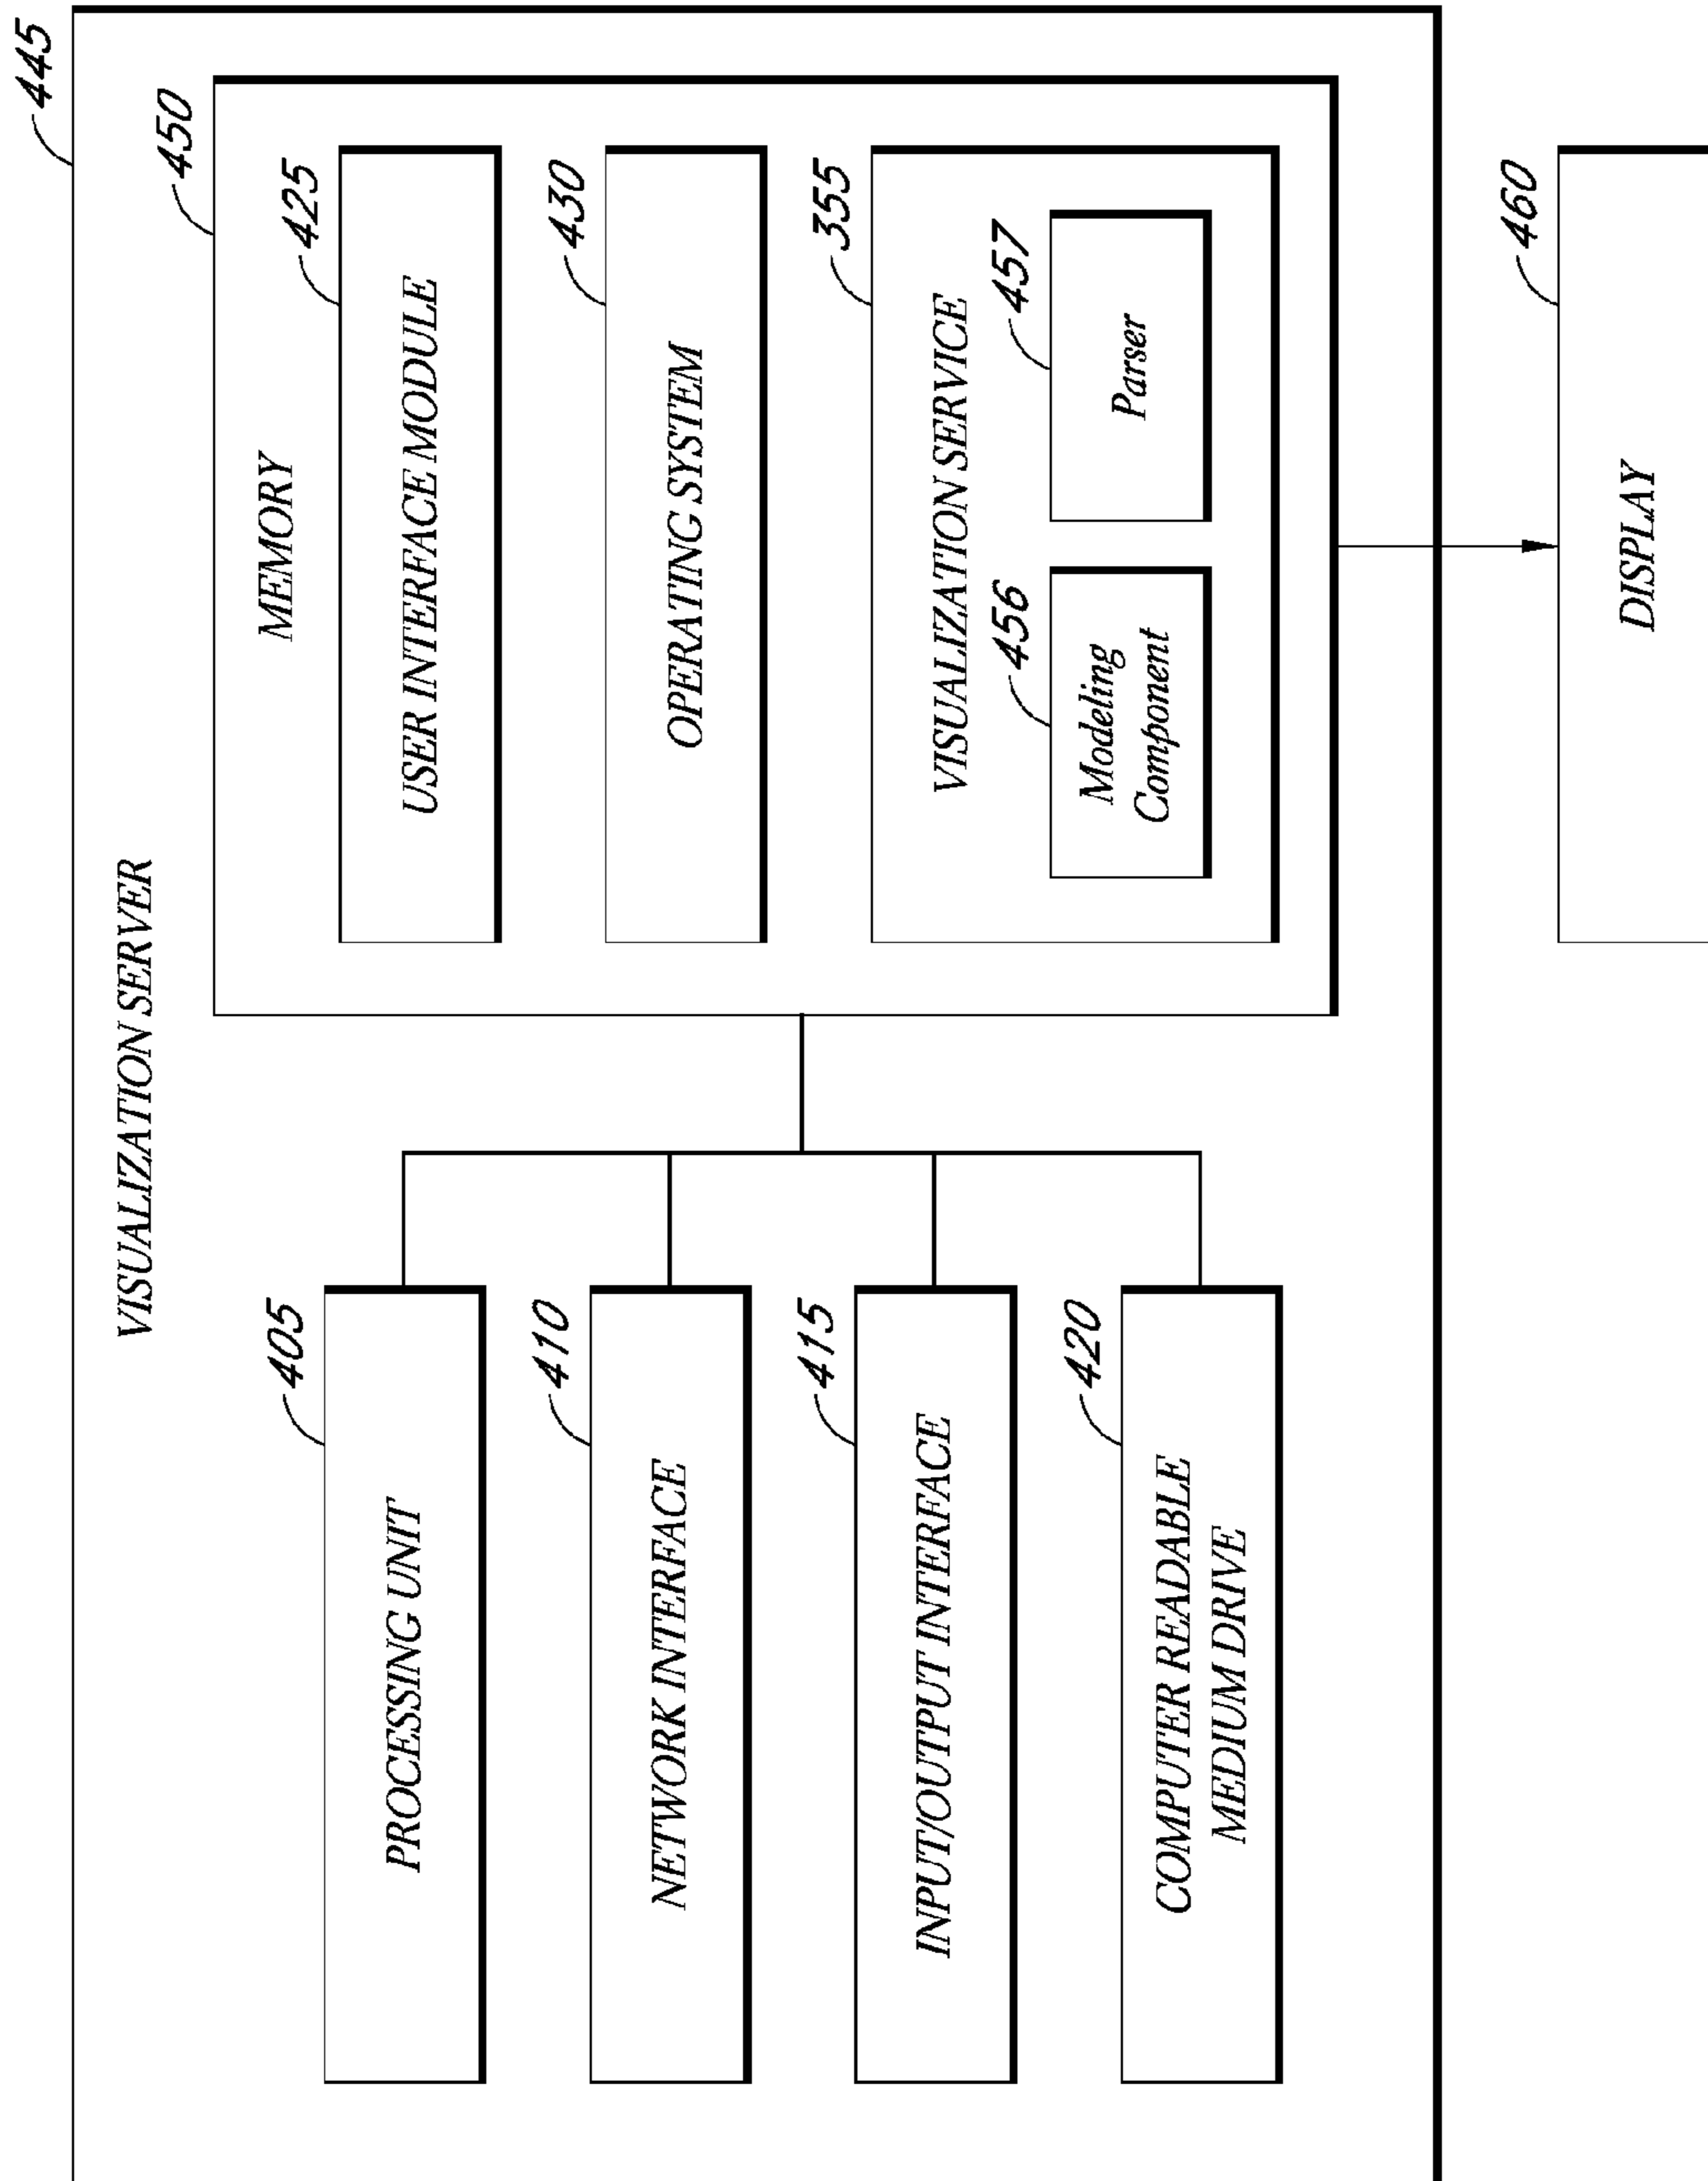 VISUALIZATION SERVER
445
405
PROCESSING UNIT
410
NETWORK INTERFACE
415
INPUT/OUTPUT INTERFACE
420
COMPUTER READABLE
MEDIUM DRIVE
450
MEMORY
425
USER INTERFACE MODULE
430
OPERATING SYSTEM
355
VISUALIZATION SERVICE
456
Modeling
Component
457
Parser
460
DISPLAY